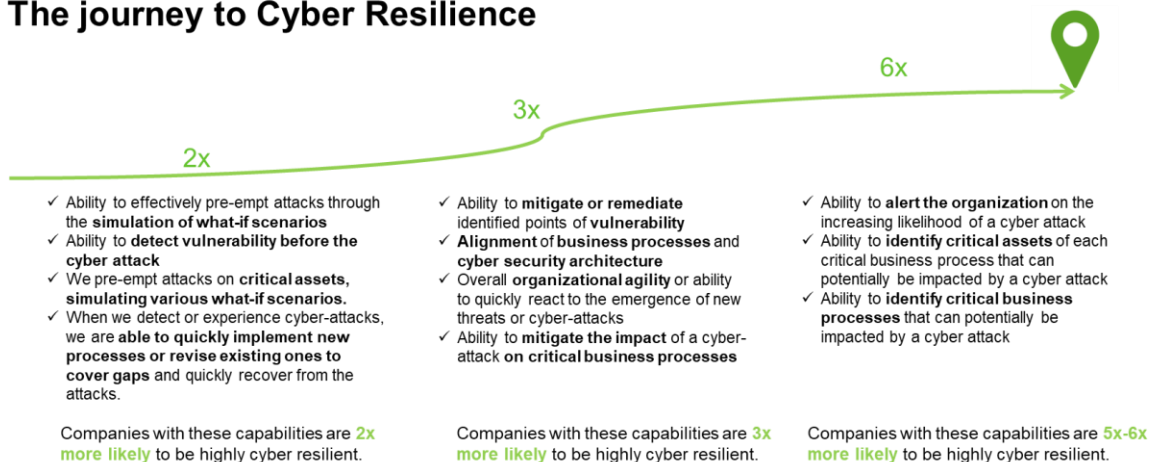 The journey to Cyber Resilience
6x
3x
2x
✓ Ability to effectively pre-empt attacks through
the simulation of what-if scenarios
✓ Ability to detect vulnerability before the
cyber attack
✓ We pre-empt attacks on critical assets,
simulating various what-if scenarios.
✓ When we detect or experience cyber-attacks,
we are able to quickly implement new
processes or revise existing ones to
cover gaps and quickly recover from the
attacks.
Companies with these capabilities are 2x
more likely to be highly cyber resilient.
✓ Ability to mitigate or remediate
identified points of vulnerability
✓ Alignment of business processes and
cyber security architecture
✓ Overall organizational agility or ability
to quickly react to the emergence of new
threats or cyber-attacks
✓ Ability to mitigate the impact of a cyber-
attack on critical business processes
Companies with these capabilities are 3x
more likely to be highly cyber resilient.
✓ Ability to alert the organization on the
increasing likelihood of a cyber attack
✓ Ability to identify critical assets of each
critical business process that can
potentially be impacted by a cyber attack
✓ Ability to identify critical business
processes that can potentially be
impacted by a cyber attack
Companies with these capabilities are 5x-6x
more likely to be highly cyber resilient.